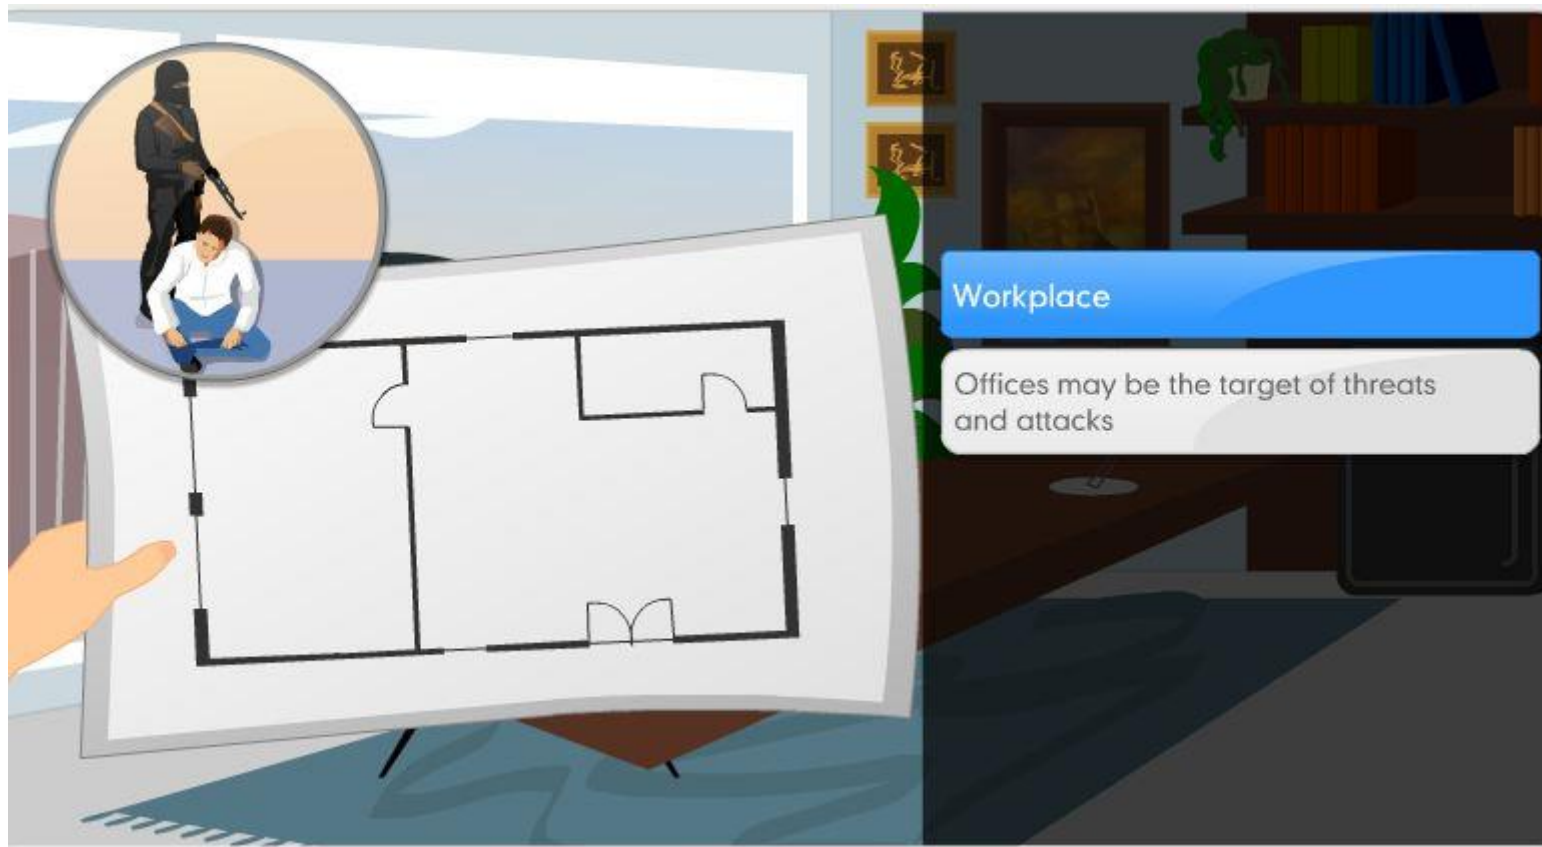 Workplace
Offices may be the target of threats
and attacks